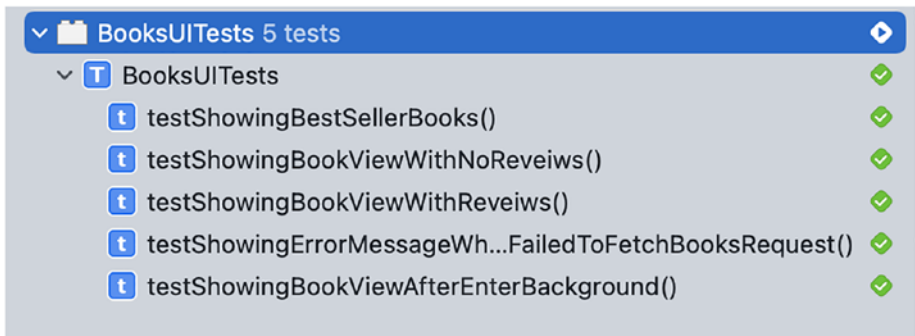 BooksUITests 5 tests
T BooksUITests
t testShowingBestSellerBooks()
t testShowingBookViewWithNoReveiws()
t testShowingBookViewWithReveiws()
t testShowingErrorMessageWh...FailedToFetchBooksRequest()
t testShowingBookViewAfterEnterBackground()